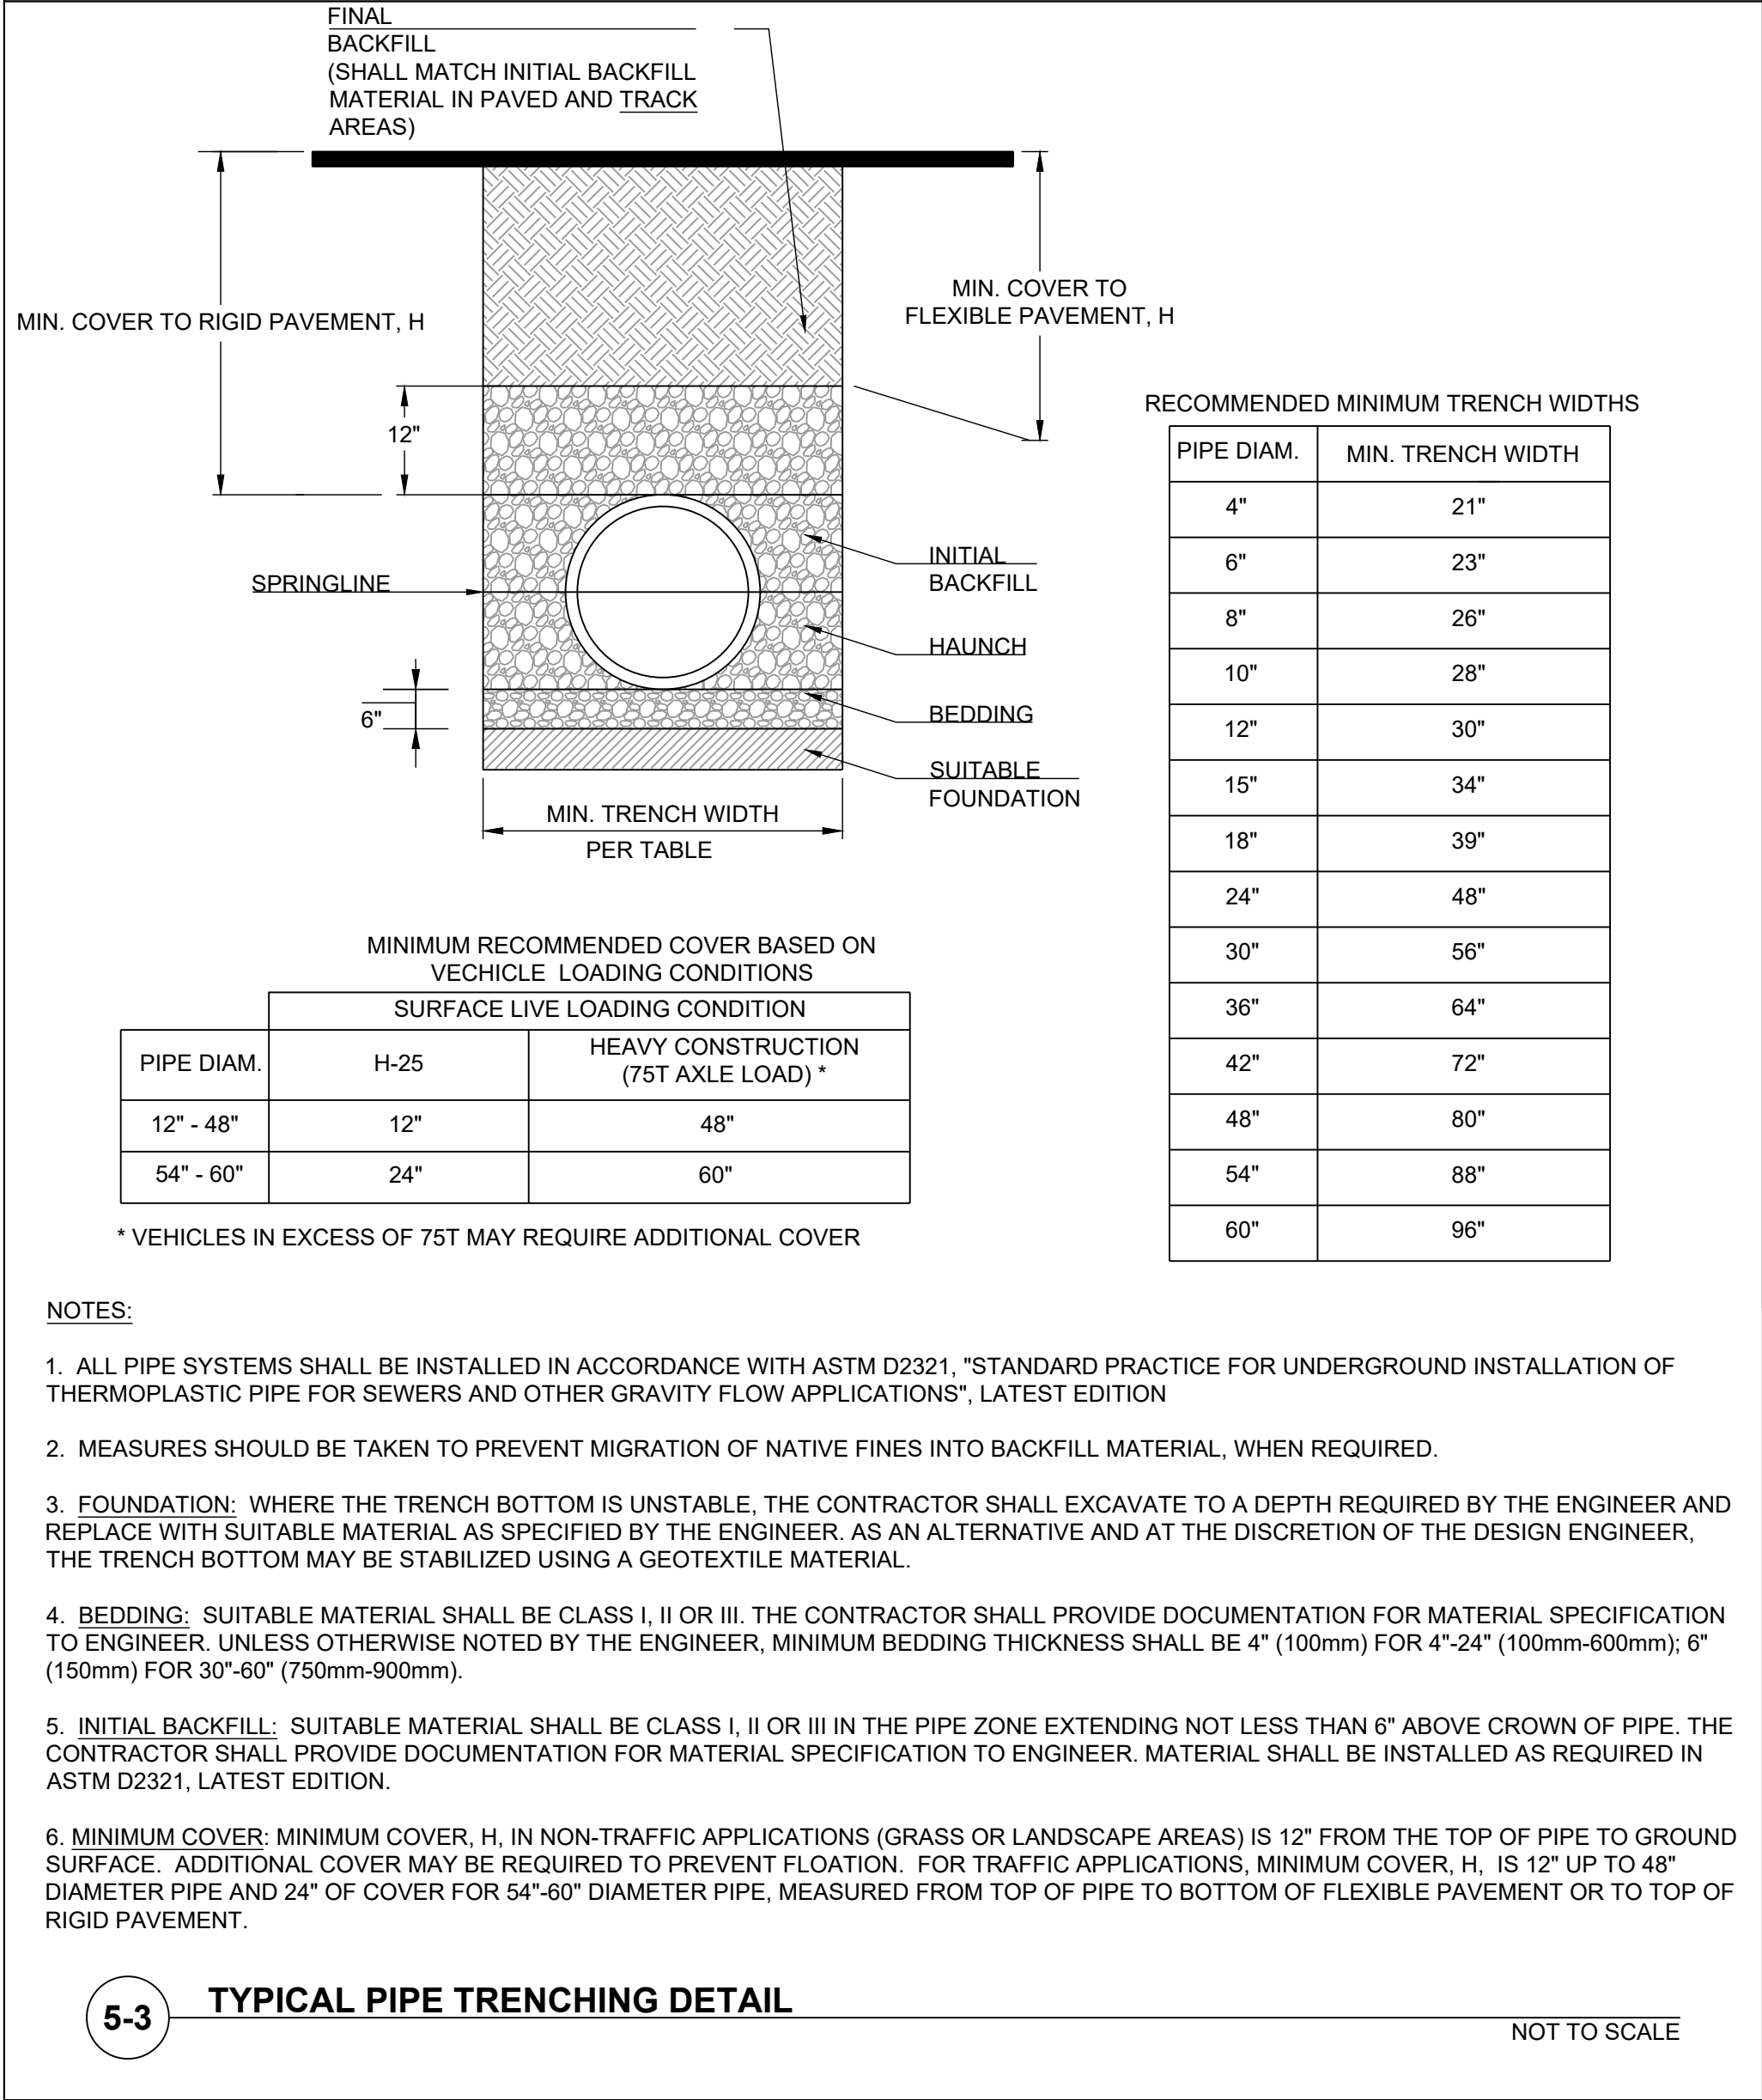 FINAL
BACKFILL
(SHALL MATCH INITIAL BACKFILL
MATERIAL IN PAVED AND TRACK
AREAS)
MIN. COVER TO RIGID PAVEMENT, H
MIN. COVER TO
FLEXIBLE PAVEMENT, H
12"
SPRINGLINE
6"
INITIAL
BACKFILL
HAUNCH
BEDDING
SUITABLE
FOUNDATION
MIN. TRENCH WIDTH
PER TABLE
RECOMMENDED MINIMUM TRENCH WIDTHS
PIPE DIAM. MIN. TRENCH WIDTH
4" 21"
6" 23"
8" 26"
10" 28"
12" 30"
15" 34"
18" 39"
24" 48"
30" 56"
36" 64"
42" 72"
48" 80"
54" 88"
60" 96"
MINIMUM RECOMMENDED COVER BASED ON
VECHICLE LOADING CONDITIONS
SURFACE LIVE LOADING CONDITION
PIPE DIAM. H-25 HEAVY CONSTRUCTION
(75T AXLE LOAD) *
12" - 48" 12" 48"
54" - 60" 24" 60"
* VEHICLES IN EXCESS OF 75T MAY REQUIRE ADDITIONAL COVER
NOTES:
1. ALL PIPE SYSTEMS SHALL BE INSTALLED IN ACCORDANCE WITH ASTM D2321, "STANDARD PRACTICE FOR UNDERGROUND INSTALLATION OF
THERMOPLASTIC PIPE FOR SEWERS AND OTHER GRAVITY FLOW APPLICATIONS", LATEST EDITION
2. MEASURES SHOULD BE TAKEN TO PREVENT MIGRATION OF NATIVE FINES INTO BACKFILL MATERIAL, WHEN REQUIRED.
3. FOUNDATION: WHERE THE TRENCH BOTTOM IS UNSTABLE, THE CONTRACTOR SHALL EXCAVATE TO A DEPTH REQUIRED BY THE ENGINEER AND
REPLACE WITH SUITABLE MATERIAL AS SPECIFIED BY THE ENGINEER. AS AN ALTERNATIVE AND AT THE DISCRETION OF THE DESIGN ENGINEER,
THE TRENCH BOTTOM MAY BE STABILIZED USING A GEOTEXTILE MATERIAL.
4. BEDDING: SUITABLE MATERIAL SHALL BE CLASS I, II OR III. THE CONTRACTOR SHALL PROVIDE DOCUMENTATION FOR MATERIAL SPECIFICATION
TO ENGINEER. UNLESS OTHERWISE NOTED BY THE ENGINEER, MINIMUM BEDDING THICKNESS SHALL BE 4" (100mm) FOR 4"-24" (100mm-600mm); 6"
(150mm) FOR 30"-60" (750mm-900mm).
5. INITIAL BACKFILL: SUITABLE MATERIAL SHALL BE CLASS I, II OR III IN THE PIPE ZONE EXTENDING NOT LESS THAN 6" ABOVE CROWN OF PIPE. THE
CONTRACTOR SHALL PROVIDE DOCUMENTATION FOR MATERIAL SPECIFICATION TO ENGINEER. MATERIAL SHALL BE INSTALLED AS REQUIRED IN
ASTM D2321, LATEST EDITION.
6. MINIMUM COVER: MINIMUM COVER, H, IN NON-TRAFFIC APPLICATIONS (GRASS OR LANDSCAPE AREAS) IS 12" FROM THE TOP OF PIPE TO GROUND
SURFACE. ADDITIONAL COVER MAY BE REQUIRED TO PREVENT FLOATION. FOR TRAFFIC APPLICATIONS, MINIMUM COVER, H, IS 12" UP TO 48"
DIAMETER PIPE AND 24" OF COVER FOR 54"-60" DIAMETER PIPE, MEASURED FROM TOP OF PIPE TO BOTTOM OF FLEXIBLE PAVEMENT OR TO TOP OF
RIGID PAVEMENT.
5-3 TYPICAL PIPE TRENCHING DETAIL
NOT TO SCALE